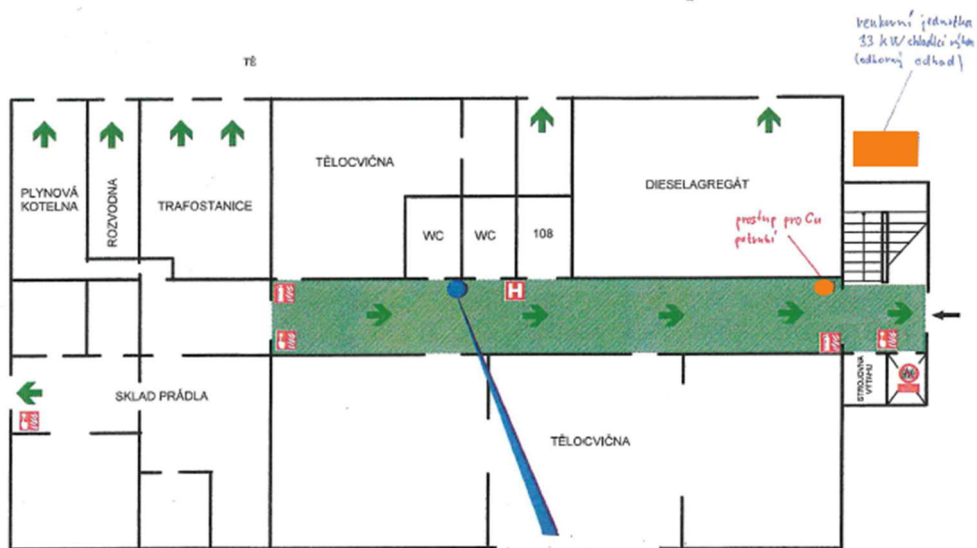 venkovní jednotka
33 kW chladící výkon
(odborný odhad)
TĚ
TĚLOCVIČNA
DIESELAGREGÁT
PLYNOVÁ
KOTELNA
ROZVODNA
TRAFOSTANICE
WC
WC
108
prostup pro Cu
potrubí
H
STROJOVNA
VÝTAHU
SKLAD PRÁDLA
TĚLOCVIČNA